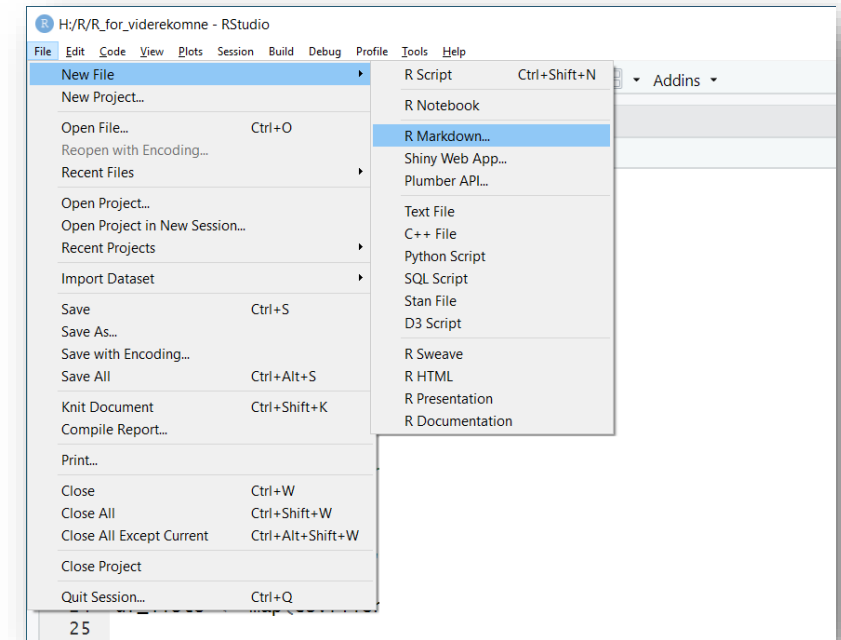 R H:/R/R_for_viderekomne - RStudio
File Edit Code View Plots Session Build Debug Profile Tools Help
Addins
New File
New Project...
Open File... Ctrl+O
Reopen with Encoding...
Recent Files
Open Project...
Open Project in New Session...
Recent Projects
Import Dataset
Save Ctrl+S
Save As...
Save with Encoding...
Save All Ctrl+Alt+S
Knit Document Ctrl+Shift+K
Compile Report...
Print...
Close Ctrl+W
Close All Ctrl+Shift+W
Close All Except Current Ctrl+Alt+Shift+W
Close Project
Quit Session... Ctrl+Q
R Script Ctrl+Shift+N
R Notebook
R Markdown...
Shiny Web App...
Plumber API...
Text File
C++ File
Python Script
SQL Script
Stan File
D3 Script
R Sweave
R HTML
R Presentation
R Documentation
25